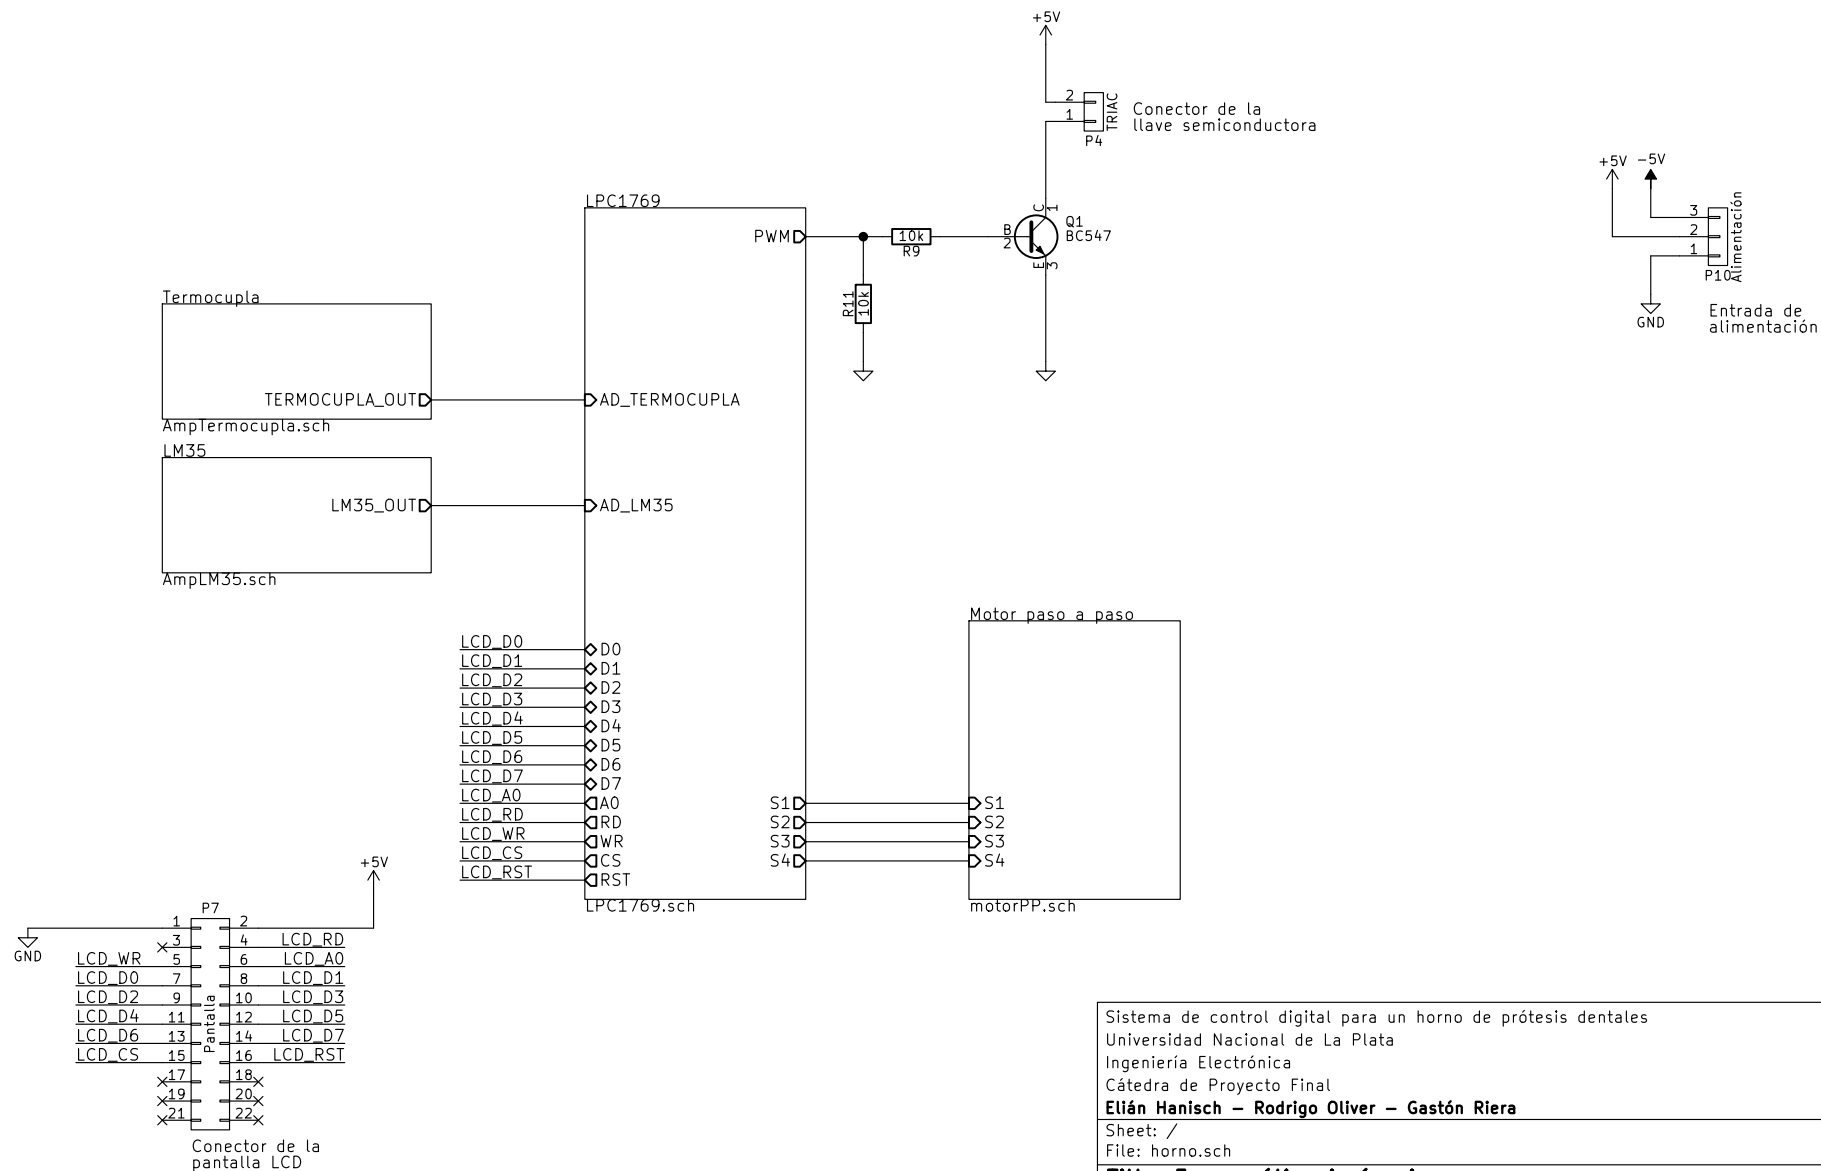 +5V
2
1
TRIAC
P4
Conector de la
llave semiconductora
+5V
-5V
3
2
1
Alimentación
P10
GND
Entrada de
alimentación
LPC1769
PWM
10k
R9
R11
10k
B
2
C
1
E
3
Q1
BC547
Termocupla
TERMOCUPLA_OUT
AmpTermocupla.sch
AD_TERMOCUPLA
LM35
LM35_OUT
AmpLM35.sch
AD_LM35
LCD_D0 D0
LCD_D1 D1
LCD_D2 D2
LCD_D3 D3
LCD_D4 D4
LCD_D5 D5
LCD_D6 D6
LCD_D7 D7
LCD_A0 A0
LCD_RD RD
LCD_WR WR
LCD_CS CS
LCD_RST RST
S1
S2
S3
S4
LPC1769.sch
Motor paso a paso
S1
S2
S3
S4
motorPP.sch
+5V
P7
GND
1 2
3 4 LCD_RD
LCD_WR 5 6 LCD_A0
LCD_D0 7 8 LCD_D1
LCD_D2 9 10 LCD_D3
LCD_D4 11 12 LCD_D5
LCD_D6 13 14 LCD_D7
LCD_CS 15 16 LCD_RST
17 18
19 20
21 22
Pantalla
Conector de la
pantalla LCD
Sistema de control digital para un horno de prótesis dentales
Universidad Nacional de La Plata
Ingeniería Electrónica
Cátedra de Proyecto Final
Elián Hanisch – Rodrigo Oliver – Gastón Riera
Sheet: /
File: horno.sch